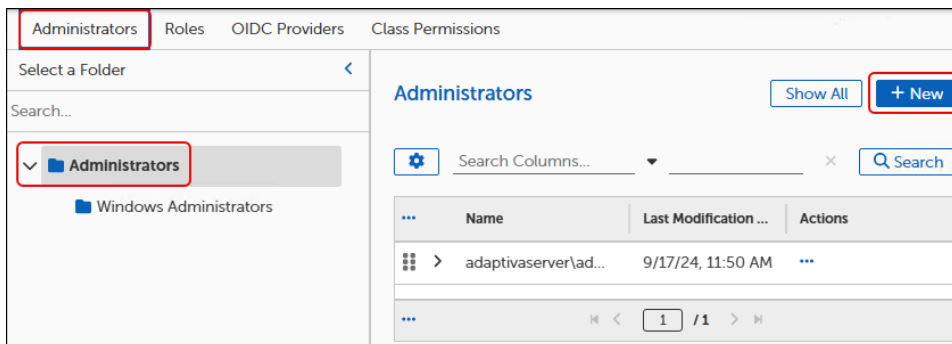 Administrators Roles OIDC Providers Class Permissions
Select a Folder
Search...
Administrators
Windows Administrators
Administrators Show All + New
Search Columns... Search
... Name Last Modification ... Actions
adaptivaserver\ad... 9/17/24, 11:50 AM ...
... 1 / 1